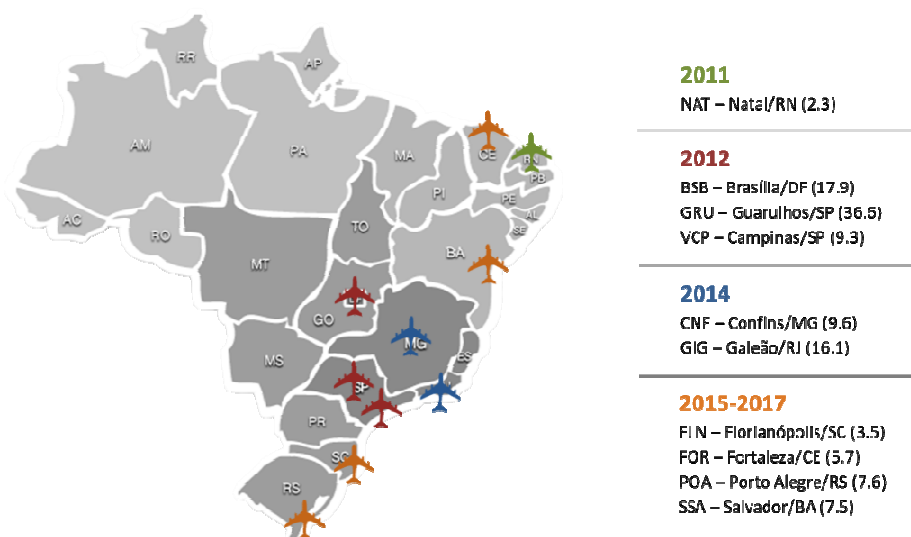 RR
AP
AM
PA
MA
CE
RN
PB
PI
PE
AL
SE
AC
RO
TO
BA
MT
GO
MG
ES
MS
SP
PR
SC
RS
2011
NAT – Natal/RN (2.3)
2012
BSB – Brasília/DF (17.9)
GRU – Guarulhos/SP (36.5)
VCP – Campinas/SP (9.3)
2014
CNF – Confins/MG (9.6)
GIG – Galeão/RJ (16.1)
2015-2017
FLN – Florianópolis/SC (3.5)
FOR – Fortaleza/CE (5.7)
POA – Porto Alegre/RS (7.6)
SSA – Salvador/BA (7.5)